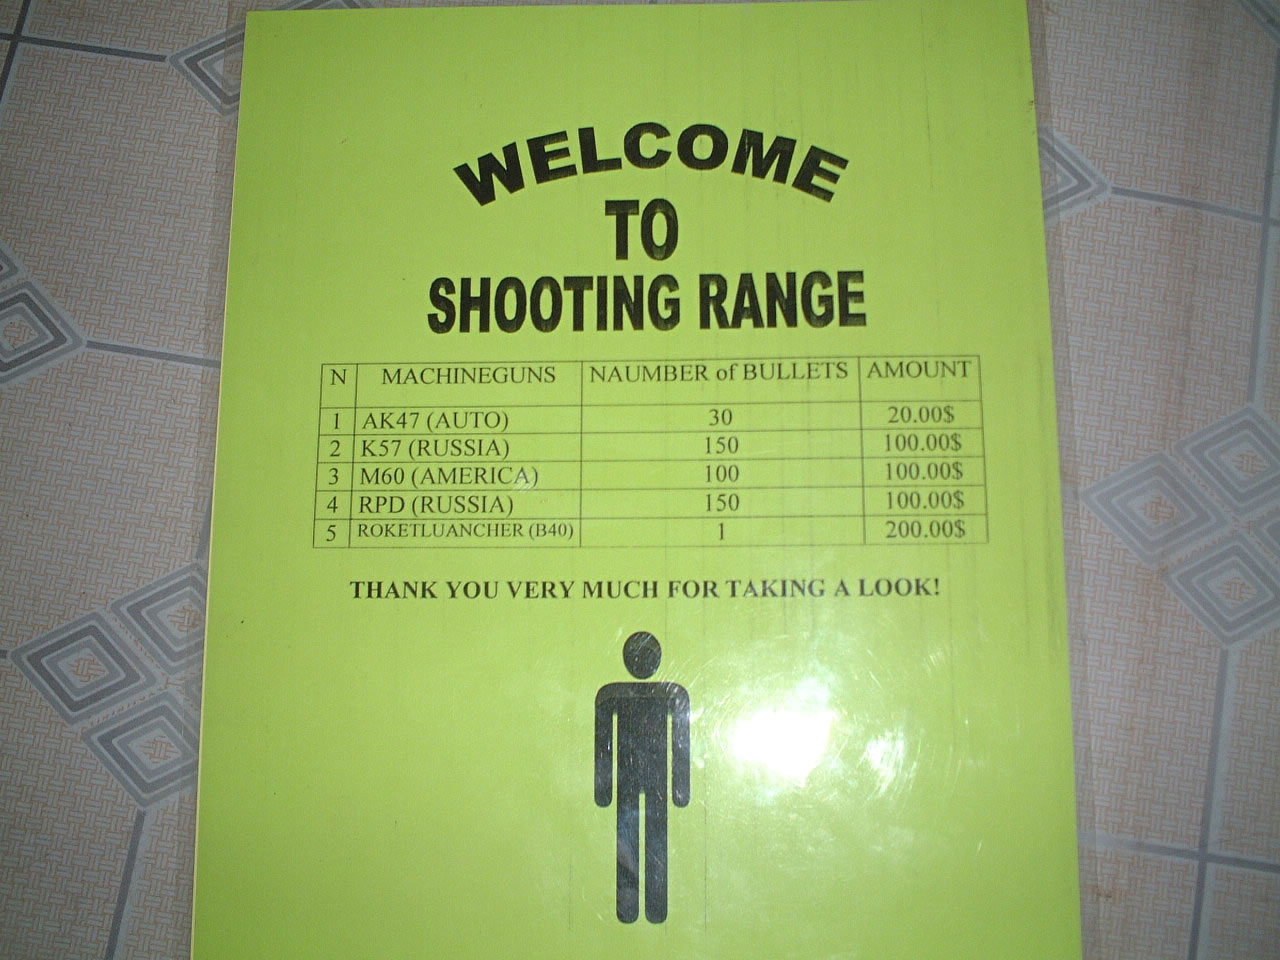 WELCOME
TO
SHOOTING RANGE
N MACHINEGUNS NAUMBER of BULLETS AMOUNT
1 AK47 (AUTO) 30 20.00$
2 K57 (RUSSIA) 150 100.00$
3 M60 (AMERICA) 100 100.00$
4 RPD (RUSSIA) 150 100.00$
5 ROKETLUANCHER (B40) 1 200.00$
THANK YOU VERY MUCH FOR TAKING A LOOK!